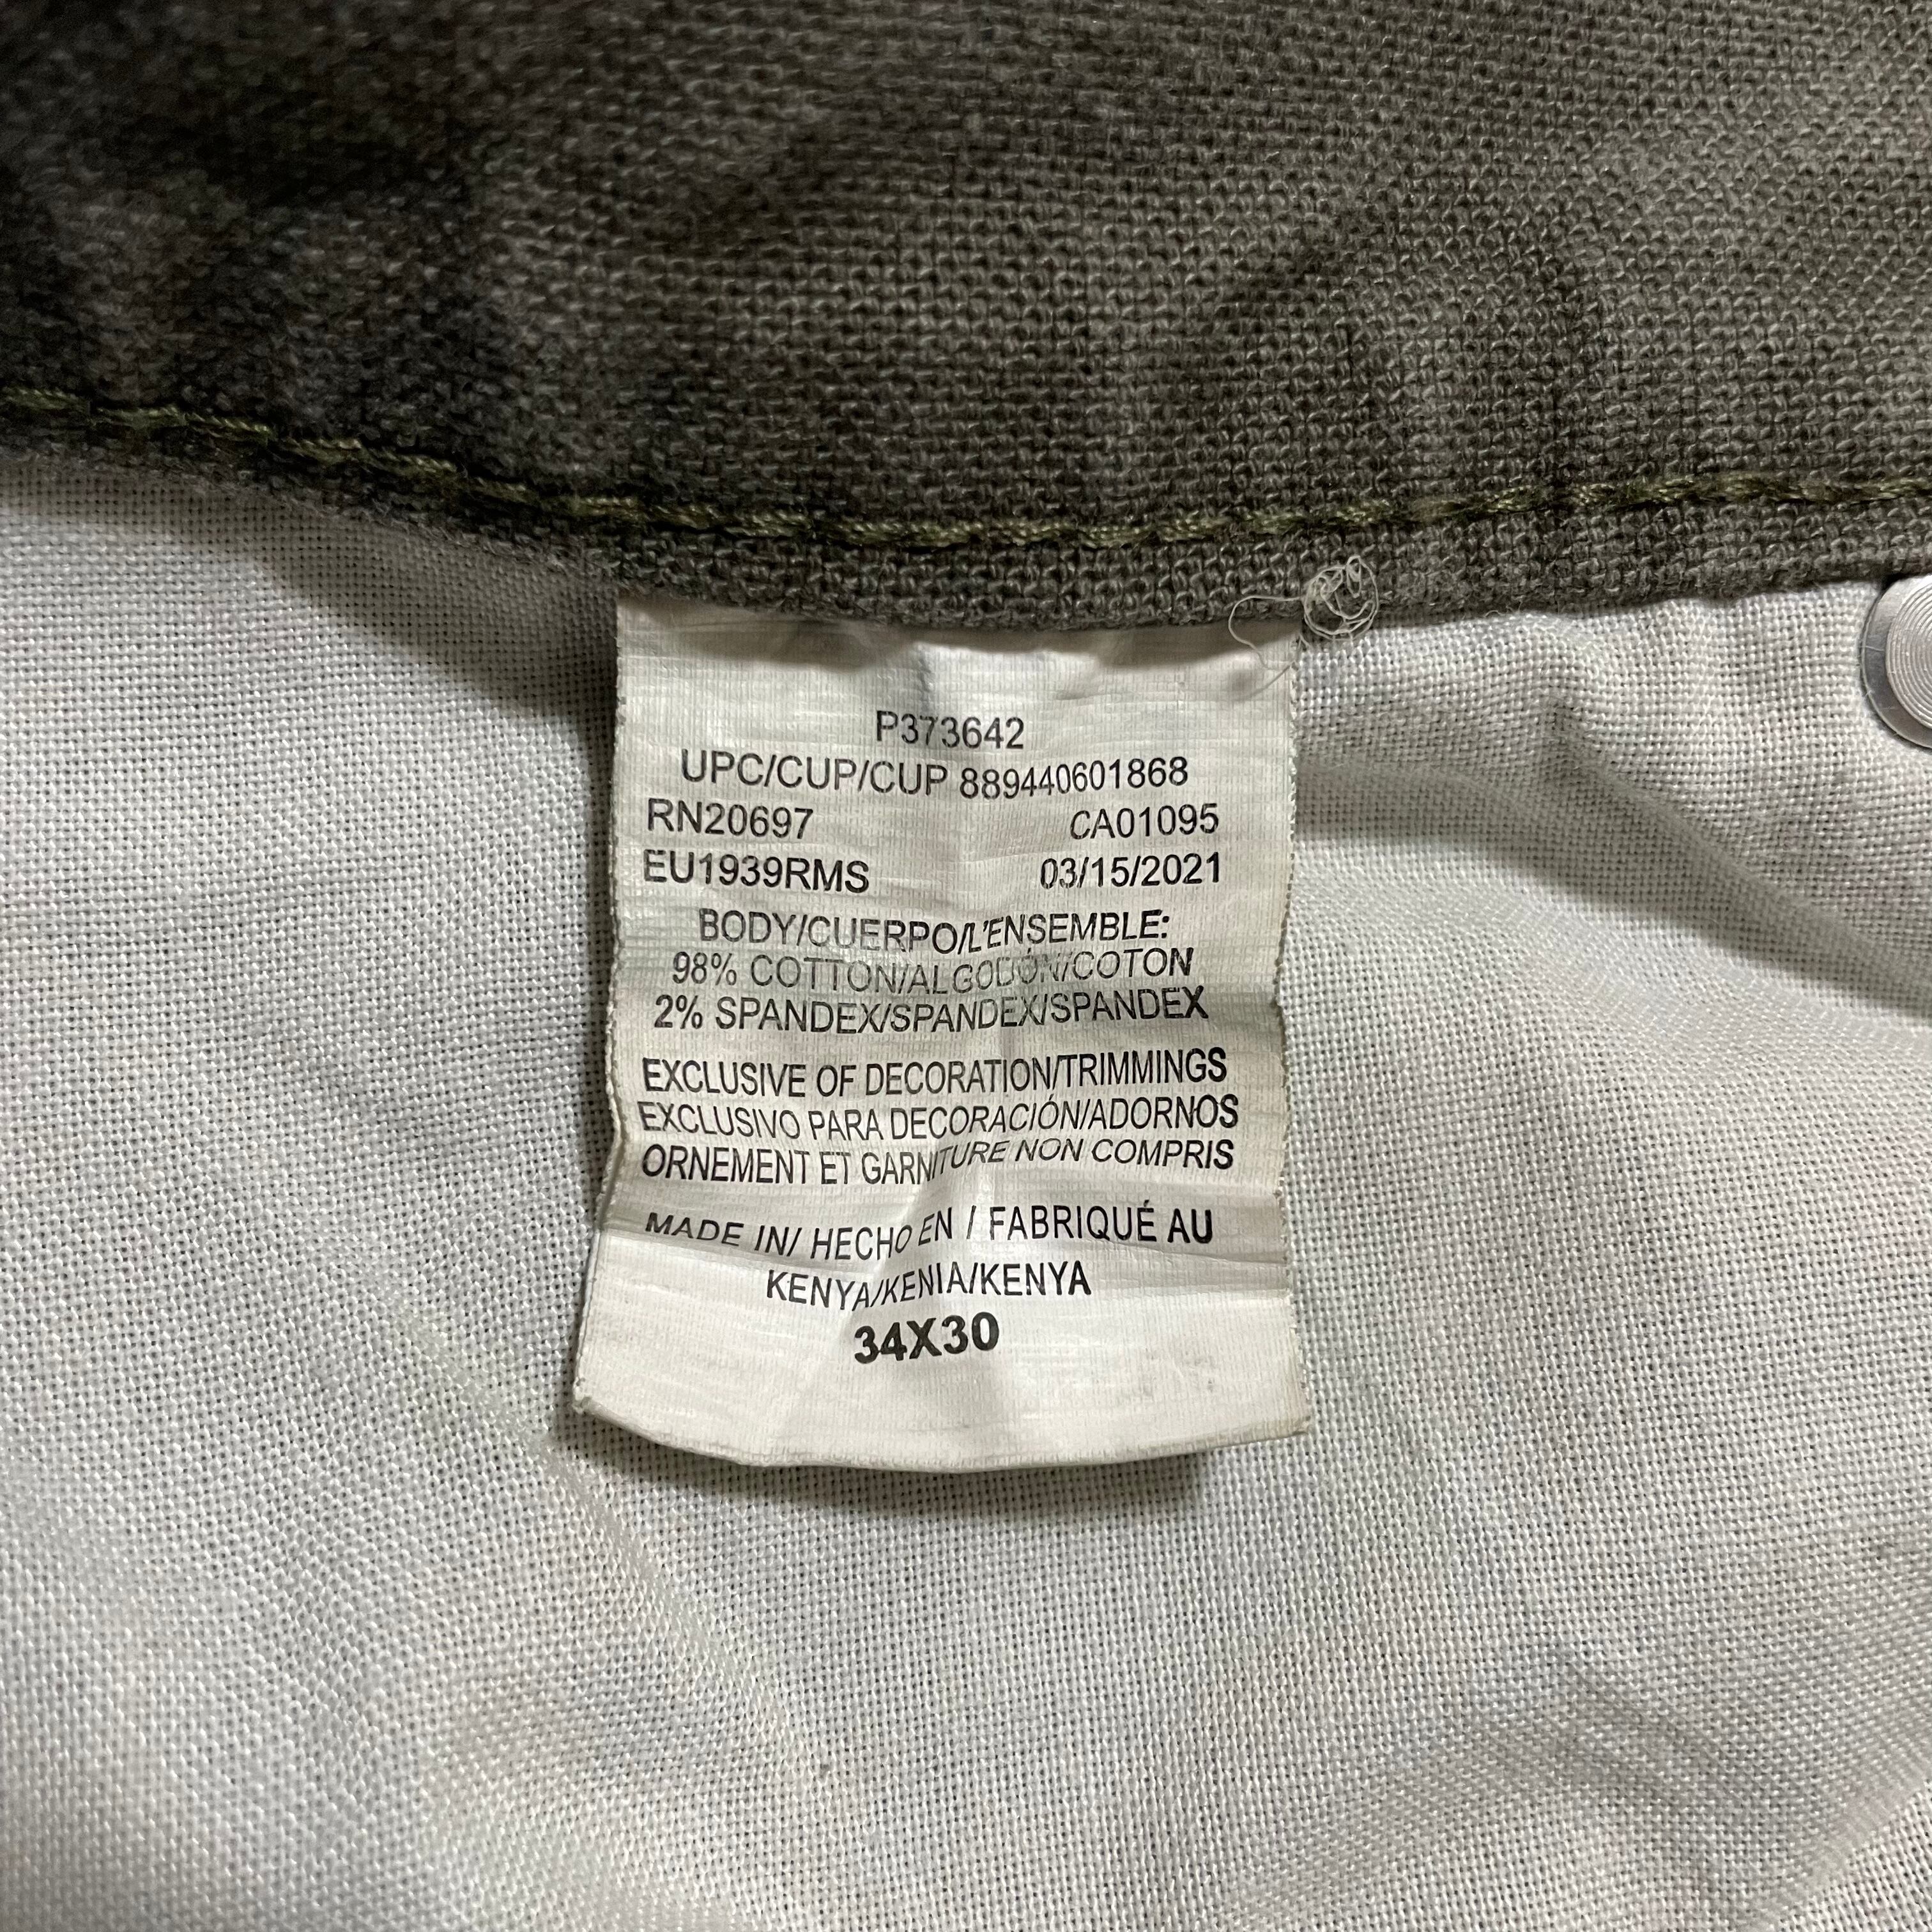 P373642
UPC/CUP/CUP 889440601868
RN20697 CA01095
EU1939RMS 03/15/2021
BODY/CUERPO/L'ENSEMBLE:
98% COTTON/ALGODÓN/COTON
2% SPANDEX/SPANDEX/SPANDEX
EXCLUSIVE OF DECORATION/TRIMMINGS
EXCLUSIVO PARA DECORACIÓN/ADORNOS
ORNEMENT ET GARNITURE NON COMPRIS
MADE IN/ HECHO EN / FABRIQUÉ AU
KENYA/KENIA/KENYA
34X30